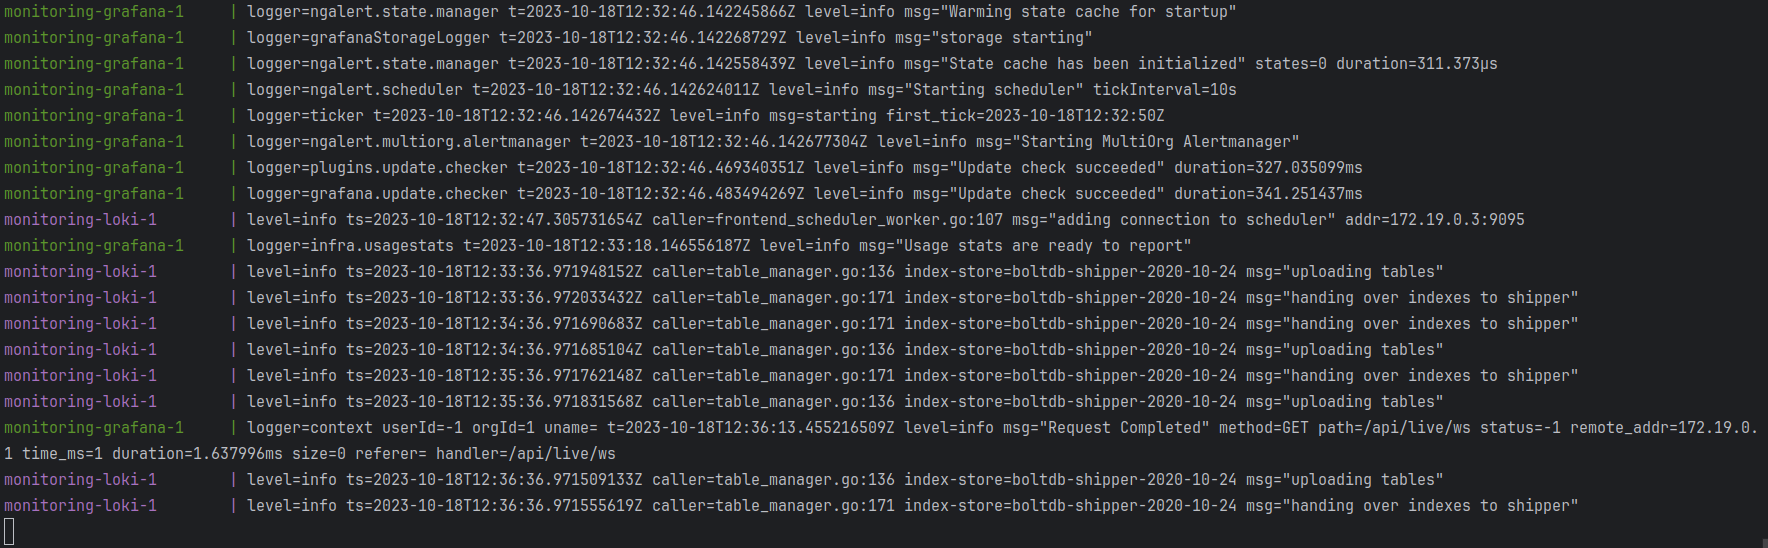 monitoring-grafana-1     | logger=ngalert.state.manager t=2023-10-18T12:32:46.142245866Z level=info msg="Warming state cache for startup"
monitoring-grafana-1     | logger=grafanaStorageLogger t=2023-10-18T12:32:46.142268729Z level=info msg="storage starting"
monitoring-grafana-1     | logger=ngalert.state.manager t=2023-10-18T12:32:46.142558439Z level=info msg="State cache has been initialized" states=0 duration=311.373µs
monitoring-grafana-1     | logger=ngalert.scheduler t=2023-10-18T12:32:46.142624011Z level=info msg="Starting scheduler" tickInterval=10s
monitoring-grafana-1     | logger=ticker t=2023-10-18T12:32:46.142674432Z level=info msg=starting first_tick=2023-10-18T12:32:50Z
monitoring-grafana-1     | logger=ngalert.multiorg.alertmanager t=2023-10-18T12:32:46.142677304Z level=info msg="Starting MultiOrg Alertmanager"
monitoring-grafana-1     | logger=plugins.update.checker t=2023-10-18T12:32:46.469340351Z level=info msg="Update check succeeded" duration=327.035099ms
monitoring-grafana-1     | logger=grafana.update.checker t=2023-10-18T12:32:46.483494269Z level=info msg="Update check succeeded" duration=341.251437ms
monitoring-loki-1        | level=info ts=2023-10-18T12:32:47.305731654Z caller=frontend_scheduler_worker.go:107 msg="adding connection to scheduler" addr=172.19.0.3:9095
monitoring-grafana-1     | logger=infra.usagestats t=2023-10-18T12:33:18.146556187Z level=info msg="Usage stats are ready to report"
monitoring-loki-1        | level=info ts=2023-10-18T12:33:36.971948152Z caller=table_manager.go:136 index-store=boltdb-shipper-2020-10-24 msg="uploading tables"
monitoring-loki-1        | level=info ts=2023-10-18T12:33:36.972033432Z caller=table_manager.go:171 index-store=boltdb-shipper-2020-10-24 msg="handing over indexes to shipper"
monitoring-loki-1        | level=info ts=2023-10-18T12:34:36.971690683Z caller=table_manager.go:171 index-store=boltdb-shipper-2020-10-24 msg="handing over indexes to shipper"
monitoring-loki-1        | level=info ts=2023-10-18T12:34:36.971685104Z caller=table_manager.go:136 index-store=boltdb-shipper-2020-10-24 msg="uploading tables"
monitoring-loki-1        | level=info ts=2023-10-18T12:35:36.971762148Z caller=table_manager.go:171 index-store=boltdb-shipper-2020-10-24 msg="handing over indexes to shipper"
monitoring-loki-1        | level=info ts=2023-10-18T12:35:36.971831568Z caller=table_manager.go:136 index-store=boltdb-shipper-2020-10-24 msg="uploading tables"
monitoring-grafana-1     | logger=context userId=-1 orgId=1 uname= t=2023-10-18T12:36:13.455216509Z level=info msg="Request Completed" method=GET path=/api/live/ws status=-1 remote_addr=172.19.0.
1 time_ms=1 duration=1.637996ms size=0 referer= handler=/api/live/ws
monitoring-loki-1        | level=info ts=2023-10-18T12:36:36.971509133Z caller=table_manager.go:136 index-store=boltdb-shipper-2020-10-24 msg="uploading tables"
monitoring-loki-1        | level=info ts=2023-10-18T12:36:36.971555619Z caller=table_manager.go:171 index-store=boltdb-shipper-2020-10-24 msg="handing over indexes to shipper"